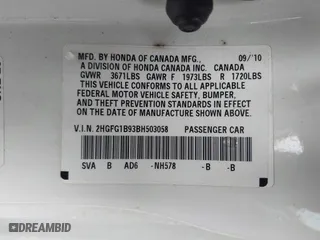 MFD. BY HONDA OF CANADA MFG., 09/'10
A DIVISION OF HONDA CANADA INC. CANADA
GVWR 3671LBS GAWR F 1973LBS R 1720LBS
THIS VEHICLE CONFORMS TO ALL APPLICABLE
FEDERAL MOTOR VEHICLE SAFETY, BUMPER,
AND THEFT PREVENTION STANDARDS IN EFFECT ON THE
DATE OF MANUFACTURE SHOWN ABOVE.
V.I.N. 2HGFG1B93BH503058 PASSENGER CAR
SVA B AD6 -NH578 -B -B
DREAMBID